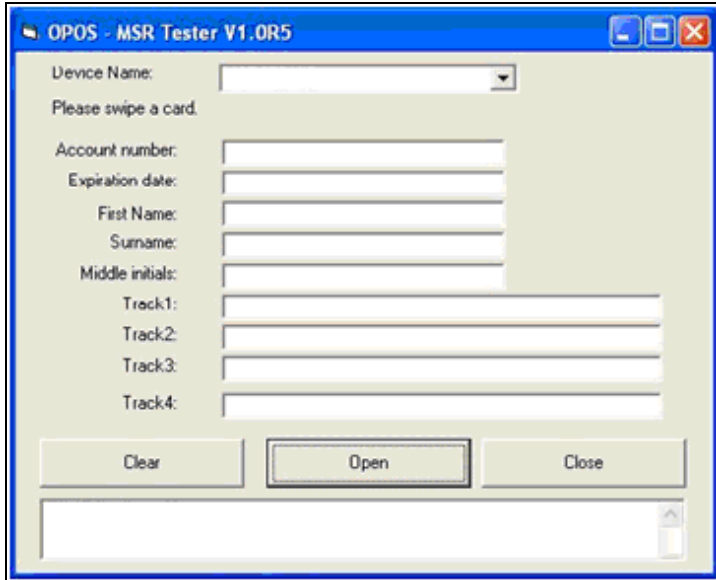 OPOS - MSR Tester V1.0R5
Device Name:
Please swipe a card.
Account number:
Expiration date:
First Name:
Surname:
Middle initials:
Track1:
Track2:
Track3:
Track4:
Clear Open Close